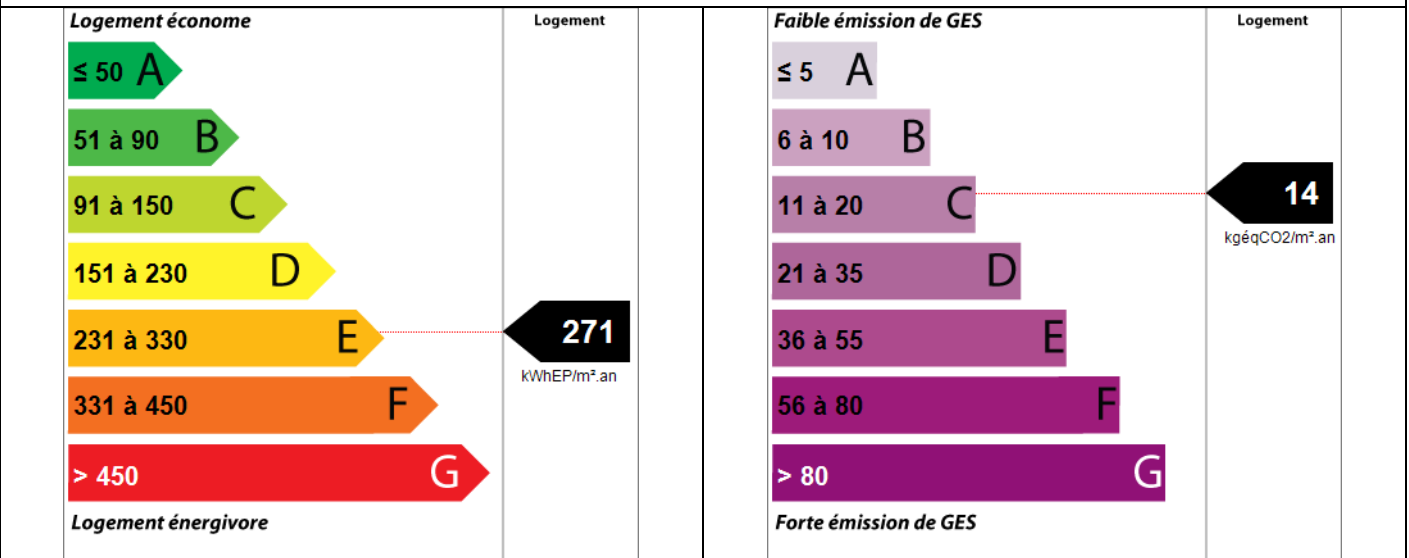 Logement économe
Logement
≤ 50 A
51 à 90 B
91 à 150 C
151 à 230 D
231 à 330 E
271
kWhEP/m².an
331 à 450 F
> 450 G
Logement énergivore
Faible émission de GES
Logement
≤ 5 A
6 à 10 B
11 à 20 C
14
kgéqCO2/m².an
21 à 35 D
36 à 55 E
56 à 80 F
> 80 G
Forte émission de GES